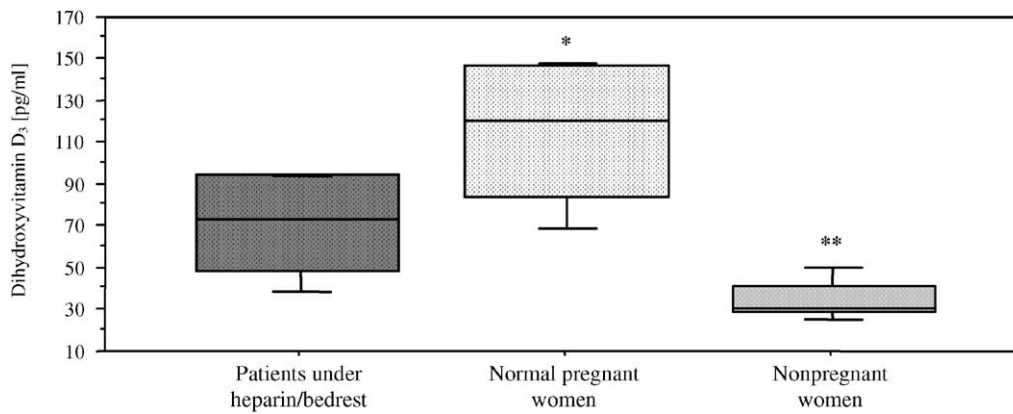 Dihydroxyvitamin D₃ [pg/ml]
170
150
130
110
90
70
50
30
10
*
**
Patients under
heparin/bedrest
Normal pregnant
women
Nonpregnant
women